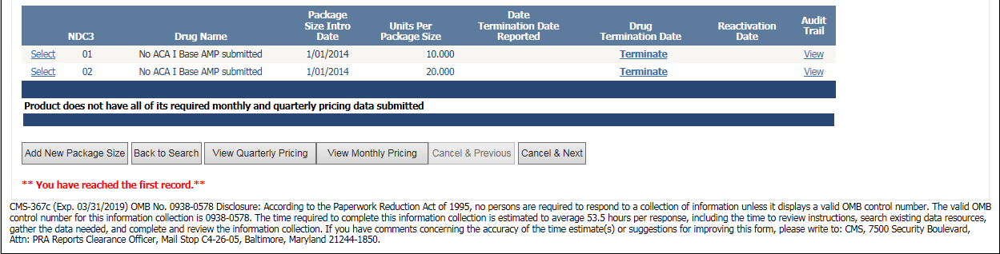 NDC3 Drug Name Package Size Intro Date Units Per Package Size Date Termination Date Reported Drug Termination Date Reactivation Date Audit Trail
Select 01 No ACA I Base AMP submitted 1/01/2014 10.000 Terminate View
Select 02 No ACA I Base AMP submitted 1/01/2014 20.000 Terminate View
Product does not have all of its required monthly and quarterly pricing data submitted
Add New Package Size Back to Search View Quarterly Pricing View Monthly Pricing Cancel & Previous Cancel & Next
** You have reached the first record.**
CMS-367c (Exp. 03/31/2019) OMB No. 0938-0578 Disclosure: According to the Paperwork Reduction Act of 1995, no persons are required to respond to a collection of information unless it displays a valid OMB control number. The valid OMB
control number for this information collection is 0938-0578. The time required to complete this information collection is estimated to average 53.5 hours per response, including the time to review instructions, search existing data resources,
gather the data needed, and complete and review the information collection. If you have comments concerning the accuracy of the time estimate(s) or suggestions for improving this form, please write to: CMS, 7500 Security Boulevard,
Attn: PRA Reports Clearance Officer, Mail Stop C4-26-05, Baltimore, Maryland 21244-1850.